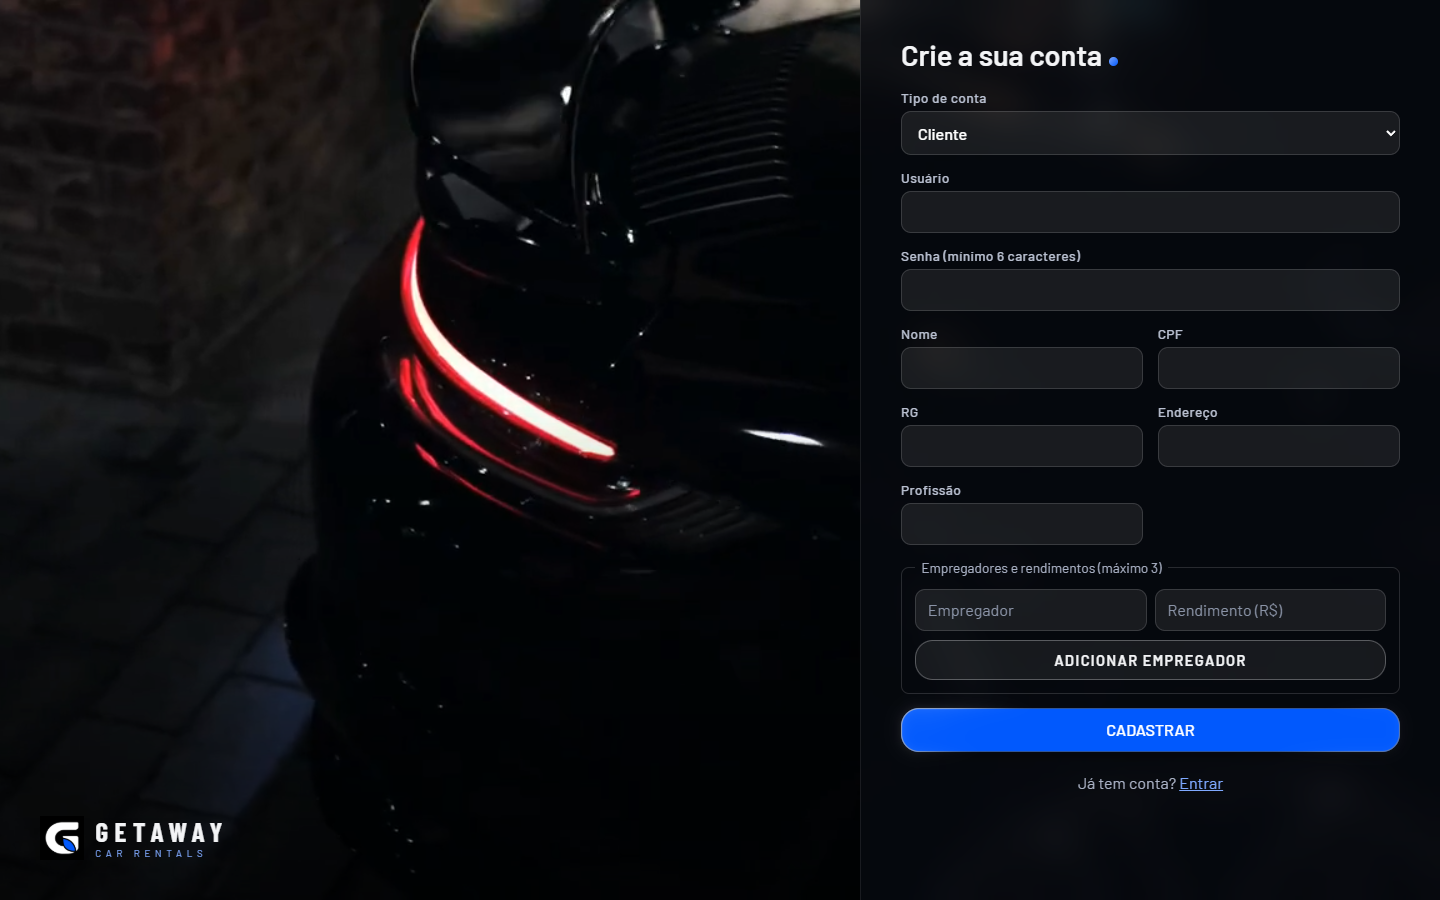 Crie a sua conta
Tipo de conta
Cliente
Usuário
Senha (mínimo 6 caracteres)
Nome
CPF
RG
Endereço
Profissão
Empregadores e rendimentos (máximo 3)
Empregador
Rendimento (R$)
ADICIONAR EMPREGADOR
CADASTRAR
Já tem conta? Entrar
GETAWAY
CAR RENTALS